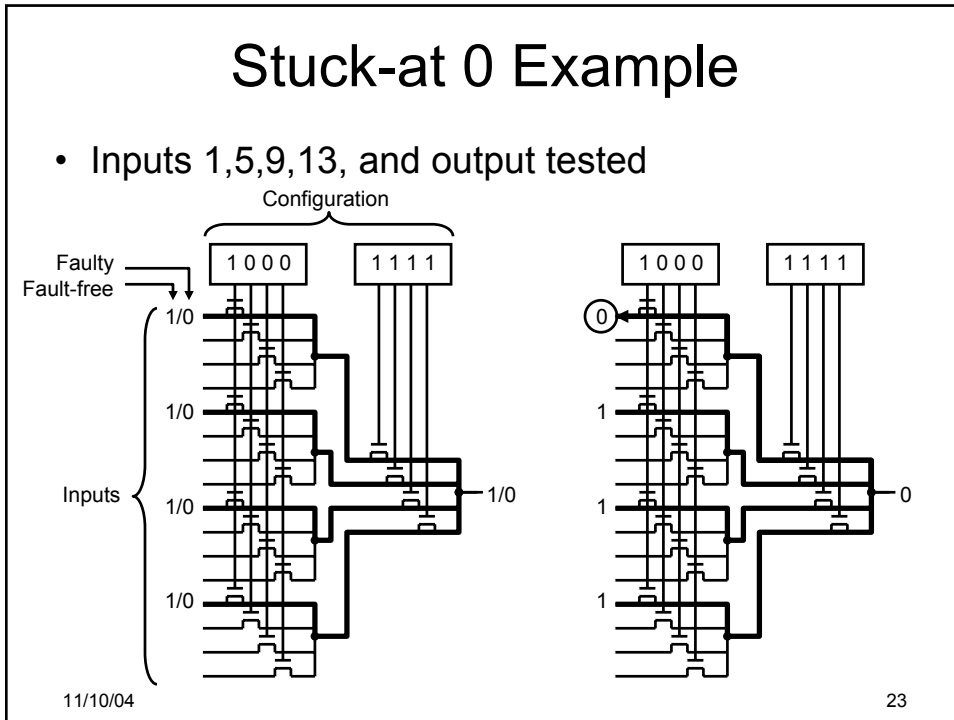 Stuck-at 0 Example
• Inputs 1,5,9,13, and output tested
Configuration
1 0 0 0
1 1 1 1
Faulty
Fault-free
1/0
1/0
1/0
1/0
Inputs
1/0
1 0 0 0
1 1 1 1
0
1
1
1
0
11/10/04
23